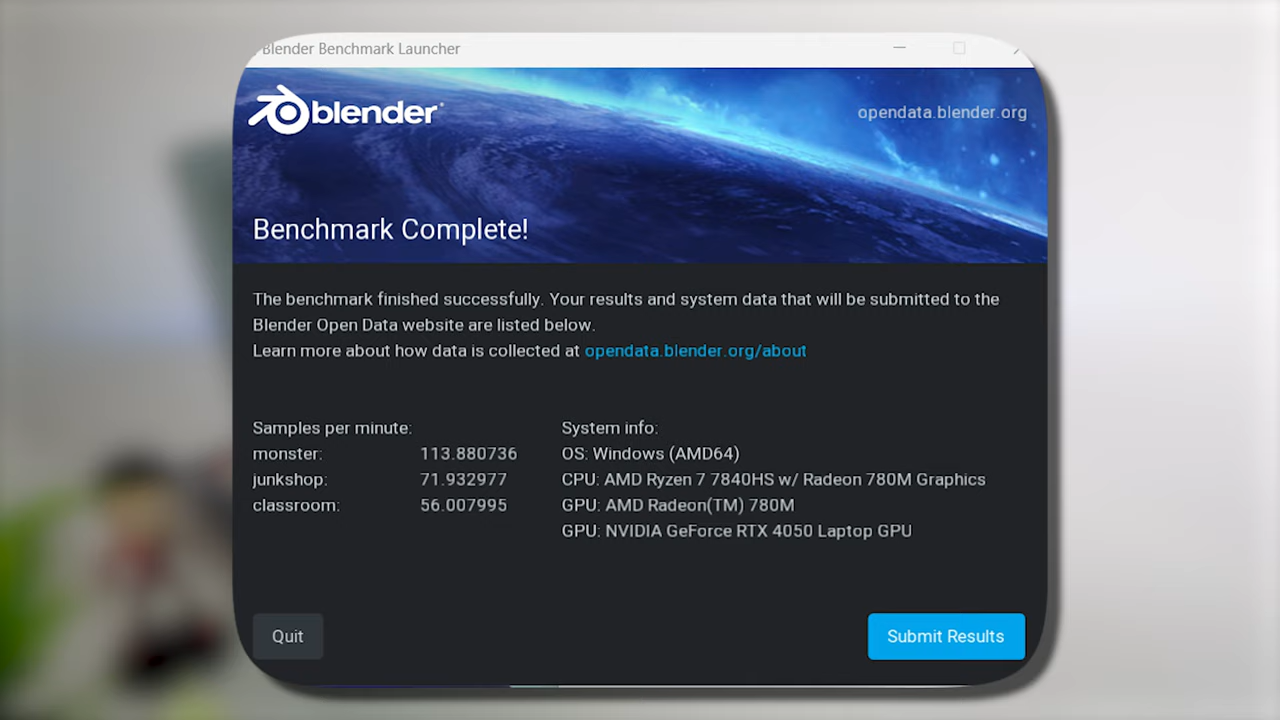 Blender Benchmark Launcher
blender
opendata.blender.org
Benchmark Complete!
The benchmark finished successfully. Your results and system data that will be submitted to the
Blender Open Data website are listed below.
Learn more about how data is collected at opendata.blender.org/about
Samples per minute:
monster: 113.880736
junkshop: 71.932977
classroom: 56.007995
System info:
OS: Windows (AMD64)
CPU: AMD Ryzen 7 7840HS w/ Radeon 780M Graphics
GPU: AMD Radeon(TM) 780M
GPU: NVIDIA GeForce RTX 4050 Laptop GPU
Quit
Submit Results